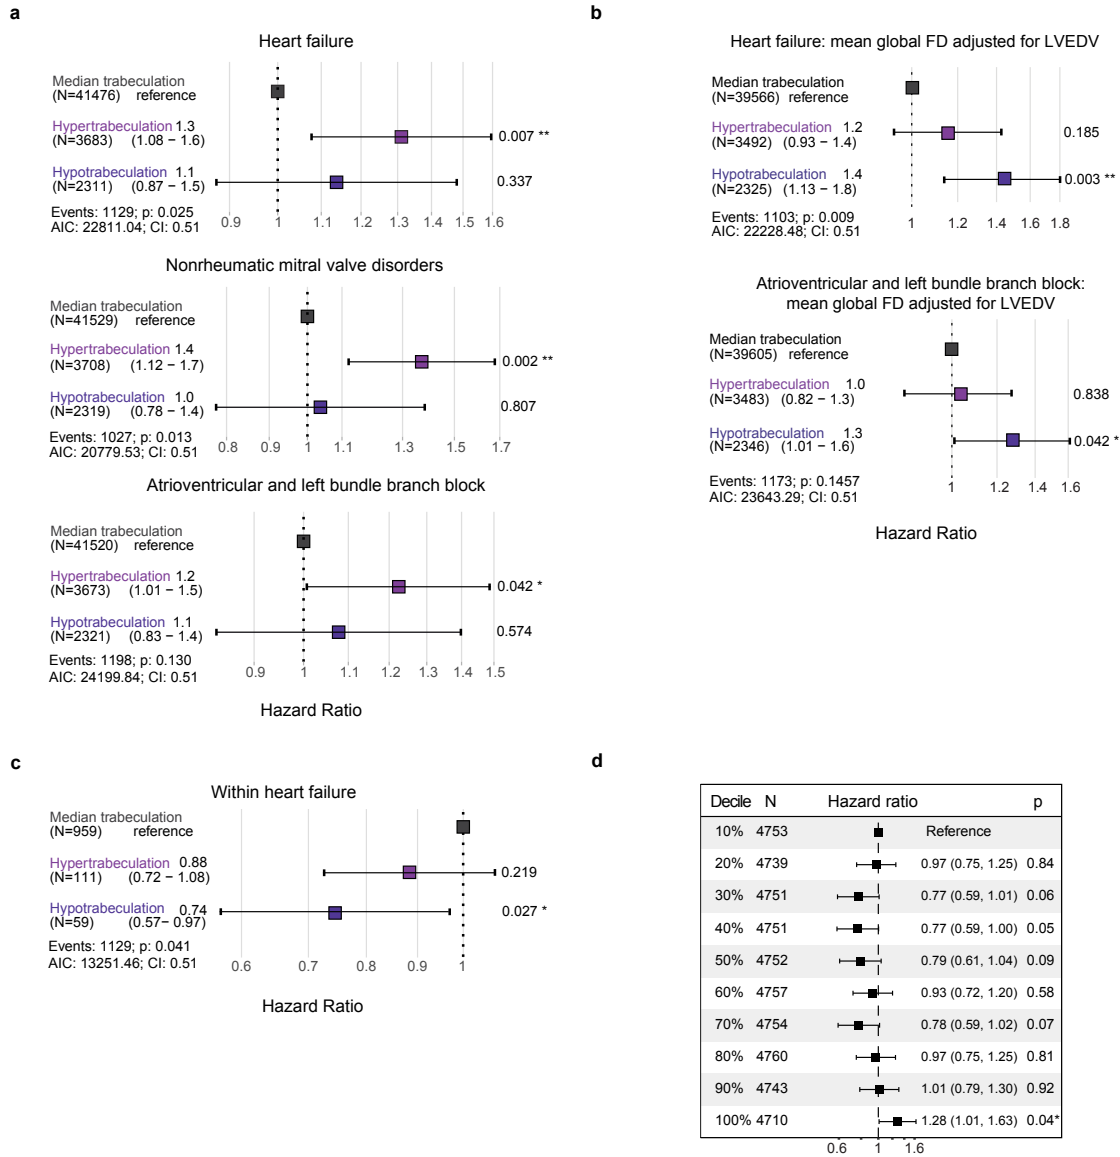 a
Heart failure
Median trabeculation
(N=41476) reference
Hypertrabeculation 1.3
(N=3683) (1.08 − 1.6)
0.007 **
Hypotrabeculation 1.1
(N=2311) (0.87 − 1.5)
0.337
Events: 1129; p: 0.025
AIC: 22811.04; CI: 0.51
0.9 1 1.1 1.2 1.3 1.4 1.5 1.6
Nonrheumatic mitral valve disorders
Median trabeculation
(N=41529) reference
Hypertrabeculation 1.4
(N=3708) (1.12 − 1.7)
0.002 **
Hypotrabeculation 1.0
(N=2319) (0.78 − 1.4)
0.807
Events: 1027; p: 0.013
AIC: 20779.53; CI: 0.51
0.8 0.9 1 1.1 1.3 1.5 1.7
Atrioventricular and left bundle branch block
Median trabeculation
(N=41520) reference
Hypertrabeculation 1.2
(N=3673) (1.01 − 1.5)
0.042 *
Hypotrabeculation 1.1
(N=2321) (0.83 − 1.4)
0.574
Events: 1198; p: 0.130
AIC: 24199.84; CI: 0.51
0.9 1 1.1 1.2 1.3 1.4 1.5
Hazard Ratio
b
Heart failure: mean global FD adjusted for LVEDV
Median trabeculation
(N=39566) reference
Hypertrabeculation 1.2
(N=3492) (0.93 − 1.4)
0.185
Hypotrabeculation 1.4
(N=2325) (1.13 − 1.8)
0.003 **
Events: 1103; p: 0.009
AIC: 22228.48; CI: 0.51
1 1.2 1.4 1.6 1.8
Atrioventricular and left bundle branch block:
mean global FD adjusted for LVEDV
Median trabeculation
(N=39605) reference
Hypertrabeculation 1.0
(N=3483) (0.82 − 1.3)
0.838
Hypotrabeculation 1.3
(N=2346) (1.01 − 1.6)
0.042 *
Events: 1173; p: 0.1457
AIC: 23643.29; CI: 0.51
1 1.2 1.4 1.6
Hazard Ratio
c
Within heart failure
Median trabeculation
(N=959) reference
Hypertrabeculation 0.88
(N=111) (0.72 − 1.08)
0.219
Hypotrabeculation 0.74
(N=59) (0.57− 0.97)
0.027 *
Events: 1129; p: 0.041
AIC: 13251.46; CI: 0.51
0.6 0.7 0.8 0.9 1
Hazard Ratio
d
Decile N Hazard ratio p
10% 4753 Reference
20% 4739 0.97 (0.75, 1.25) 0.84
30% 4751 0.77 (0.59, 1.01) 0.06
40% 4751 0.77 (0.59, 1.00) 0.05
50% 4752 0.79 (0.61, 1.04) 0.09
60% 4757 0.93 (0.72, 1.20) 0.58
70% 4754 0.78 (0.59, 1.02) 0.07
80% 4760 0.97 (0.75, 1.25) 0.81
90% 4743 1.01 (0.79, 1.30) 0.92
100% 4710 1.28 (1.01, 1.63) 0.04*
0.6 1 1.6